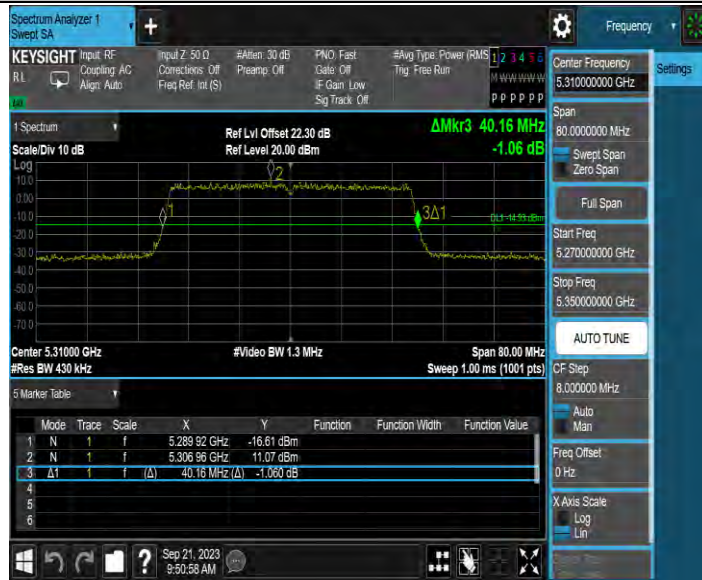 Spectrum Analyzer 1
Swept SA
+
Frequency
KEYSIGHT Input: RF Input Z: 50 Ω #Atten: 30 dB PNO: Fast #Avg Type: Power (RMS 1 2 3 4 5 6
RL Coupling: AC Corrections: Off Preamp: Off Gate: Off Trig: Free Run M W W W W W
Align: Auto Freq Ref: Int (S) IF Gain: Low
Sig Track: Off P P P P P P
Center Frequency
5.310000000 GHz
Settings
Span
80.0000000 MHz
Swept Span
Zero Span
Full Span
Start Freq
5.270000000 GHz
Stop Freq
5.350000000 GHz
AUTO TUNE
CF Step
8.000000 MHz
Auto
Man
Freq Offset
0 Hz
X Axis Scale
Log
Lin
1 Spectrum
Scale/Div 10 dB
Ref Lvl Offset 22.30 dB
Ref Level 20.00 dBm
ΔMkr3 40.16 MHz
-1.06 dB
Log
10.0
0.00
-10.0
-20.0
-30.0
-40.0
-50.0
-60.0
-70.0
2
1
3Δ1
DL1 -14.93 dBm
Center 5.31000 GHz #Video BW 1.3 MHz Span 80.00 MHz
#Res BW 430 kHz Sweep 1.00 ms (1001 pts)
5 Marker Table
Mode Trace Scale X Y Function Function Width Function Value
1 N 1 f 5.289 92 GHz -16.61 dBm
2 N 1 f 5.306 96 GHz 11.07 dBm
3 Δ1 1 f (Δ) 40.16 MHz (Δ) -1.060 dB
4
5
6
?
Sep 21, 2023
9:50:58 AM